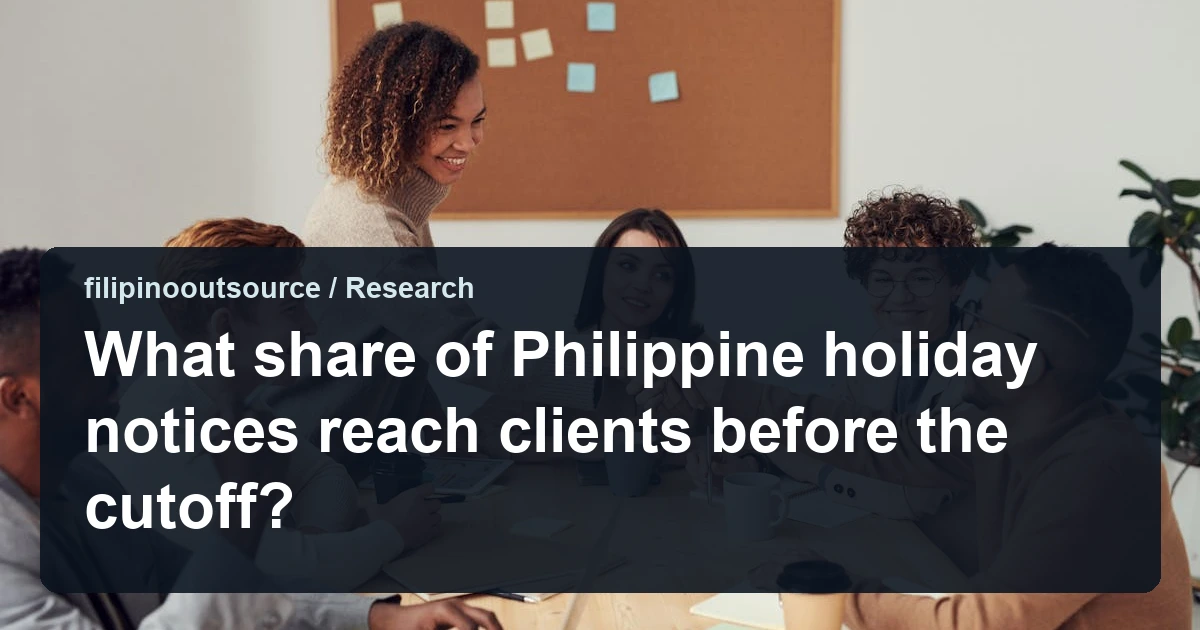 filipinooutsource / Research
What share of Philippine holiday
notices reach clients before the
cutoff?